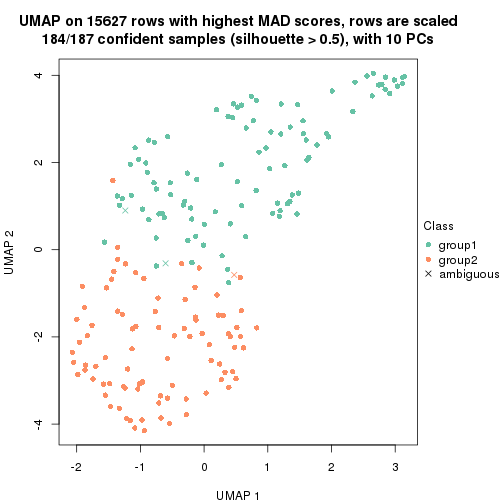 UMAP on 15627 rows with highest MAD scores, rows are scaled
184/187 confident samples (silhouette > 0.5), with 10 PCs
4
2
0
-2
-4
UMAP 2
-2
-1
0
1
2
3
UMAP 1
Class
group1
group2
ambiguous